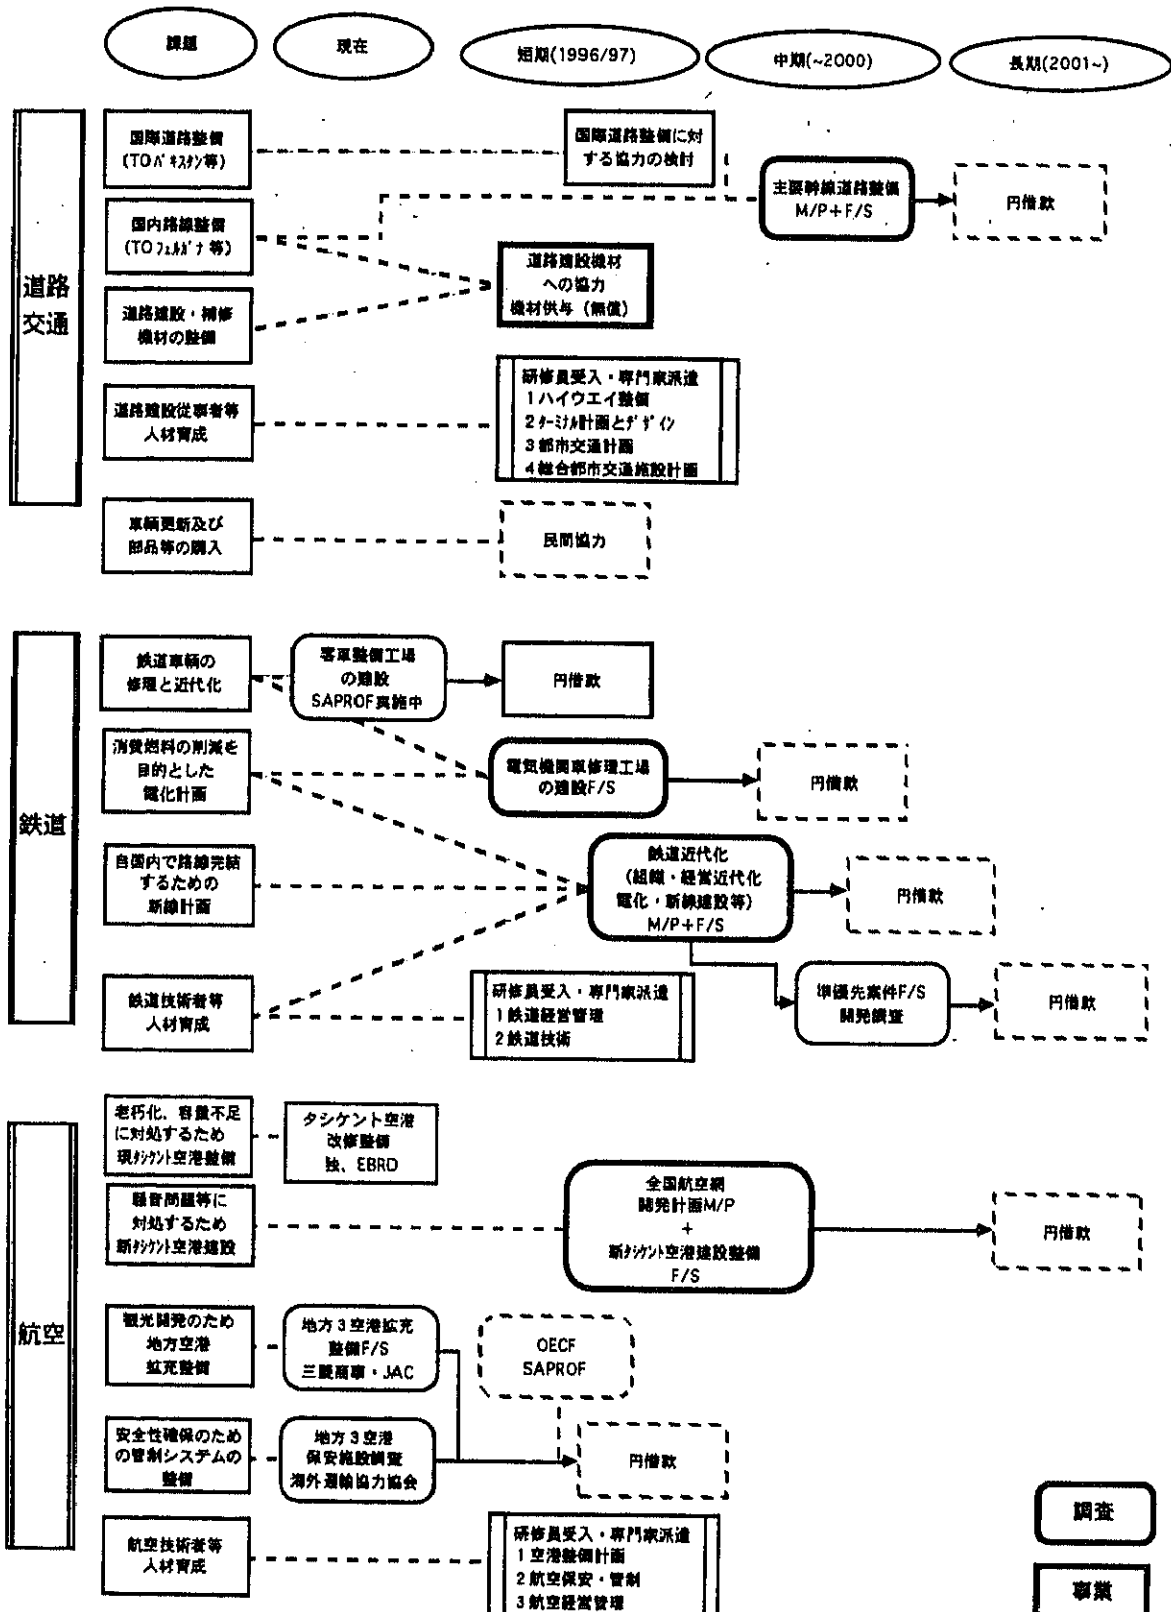 課題
現在
短期(1996/97)
中期(~2000)
長期(2001~)
道路
交通
国際道路整備
(TOパキスタン等)
国際道路整備に対
する協力の検討
主要幹線道路整備
M/P+F/S
円借款
国内路線整備
(TOフェルガナ等)
道路建設機材
への協力
機材供与(無償)
道路建設・補修
機材の整備
道路建設従事者等
人材育成
研修員受入・専門家派遣
1ハイウエイ整備
2ターミナル計画とデザイン
3都市交通計画
4総合都市交通施設計画
車輌更新及び
部品等の購入
民間協力
鉄道
鉄道車輌の
修理と近代化
客車整備工場
の建設
SAPROF実施中
円借款
消費燃料の削減を
目的とした
電化計画
電気機関車修理工場
の建設F/S
円借款
自国内で路線完結
するための
新線計画
鉄道近代化
(組織・経営近代化
電化・新線建設等)
M/P+F/S
円借款
鉄道技術者等
人材育成
研修員受入・専門家派遣
1鉄道経営管理
2鉄道技術
準優先案件F/S
開発調査
円借款
航空
老朽化、容量不足
に対処するため
現タシケント空港整備
タシケント空港
改修整備
独、EBRD
騒音問題等に
対処するため
新タシケント空港建設
全国航空網
開発計画M/P
+
新タシケント空港建設整備
F/S
円借款
観光開発のため
地方空港
拡充整備
地方3空港拡充
整備F/S
三菱商事・JAC
OECF
SAPROF
安全性確保のため
の管制システムの
整備
地方3空港
保安施設調査
海外運輸協力協会
円借款
航空技術者等
人材育成
研修員受入・専門家派遣
1空港整備計画
2航空保安・管制
3航空経営管理
調査
事業